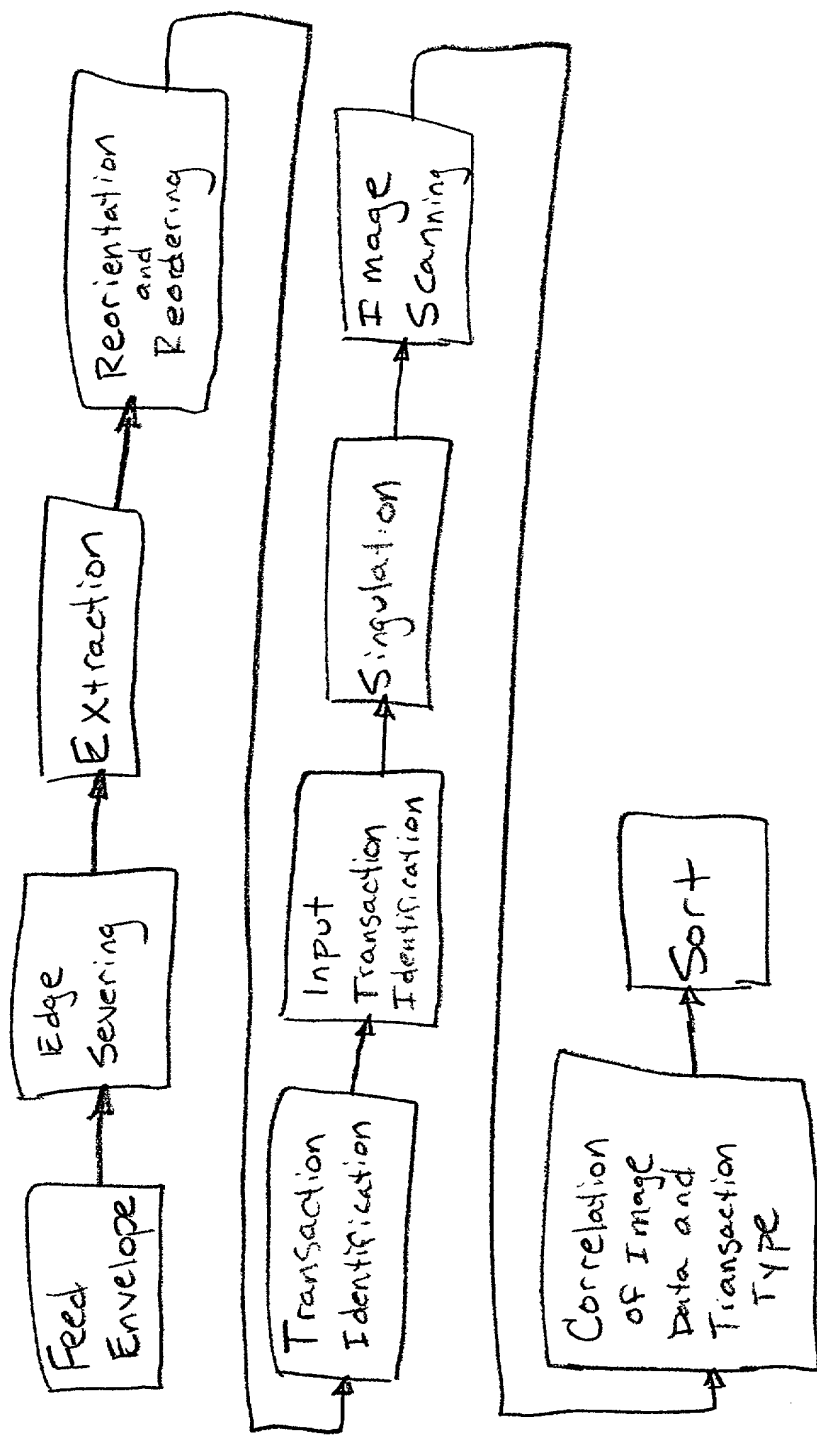 Feed
Envelope
Edge
Severing
Extraction
Reorientation
and
Reordering
Transaction
Identification
Input
Transaction
Identification
Singulation
Image
Scanning
Correlation
of Image
Data and
Transaction
Type
Sort